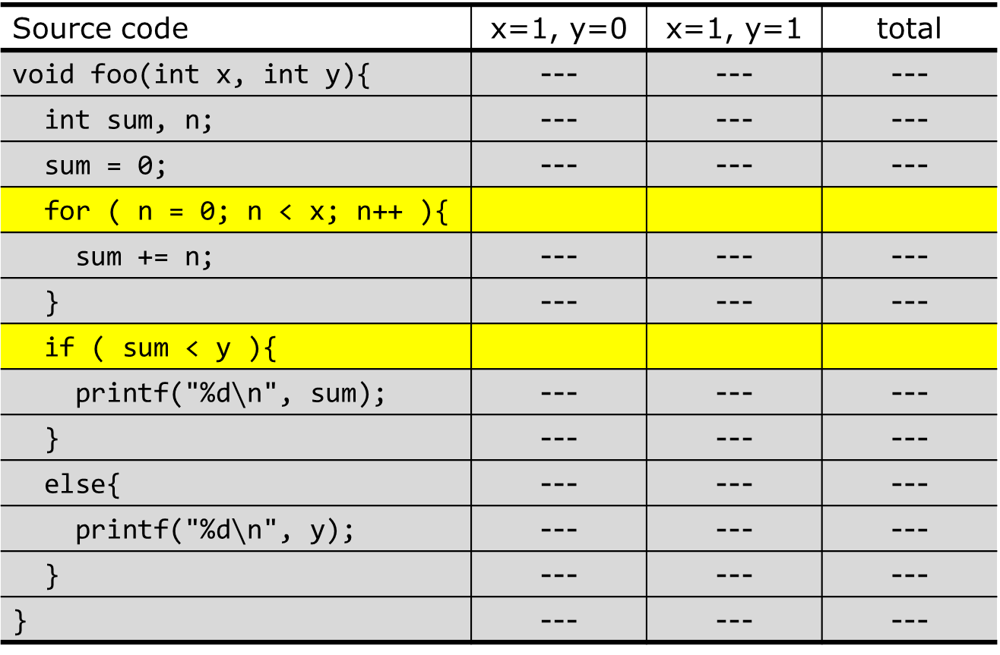 Source code x=1, y=0 x=1, y=1 total
void foo(int x, int y){ --- --- ---
int sum, n; --- --- ---
sum = 0; --- --- ---
for ( n = 0; n < x; n++ ){
sum += n; --- --- ---
} --- --- ---
if ( sum < y ){
printf("%d\n", sum); --- --- ---
} --- --- ---
else{ --- --- ---
printf("%d\n", y); --- --- ---
} --- --- ---
} --- --- ---